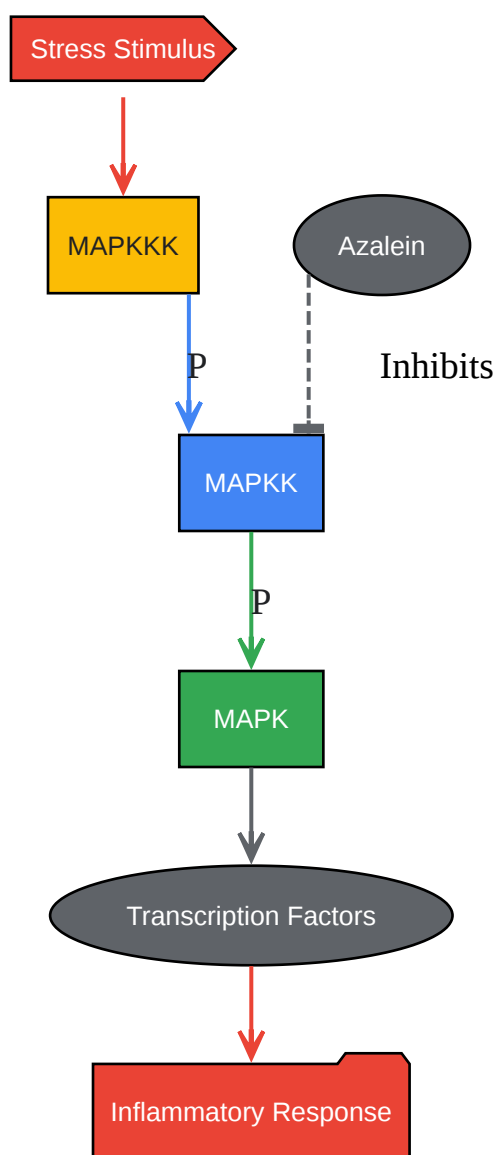 Stress Stimulus
MAPKKK
Azalein
P
Inhibits
MAPKK
P
MAPK
Transcription Factors
Inflammatory Response